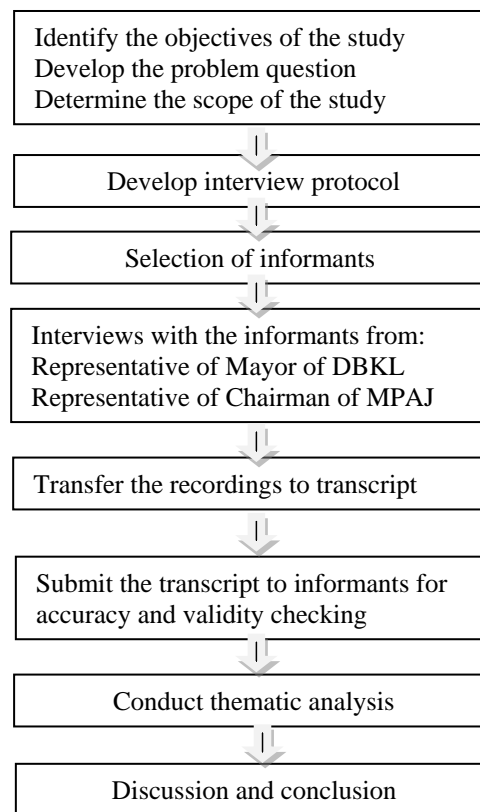 Identify the objectives of the study
Develop the problem question
Determine the scope of the study
Develop interview protocol
Selection of informants
Interviews with the informants from:
Representative of Mayor of DBKL
Representative of Chairman of MPAJ
Transfer the recordings to transcript
Submit the transcript to informants for
accuracy and validity checking
Conduct thematic analysis
Discussion and conclusion